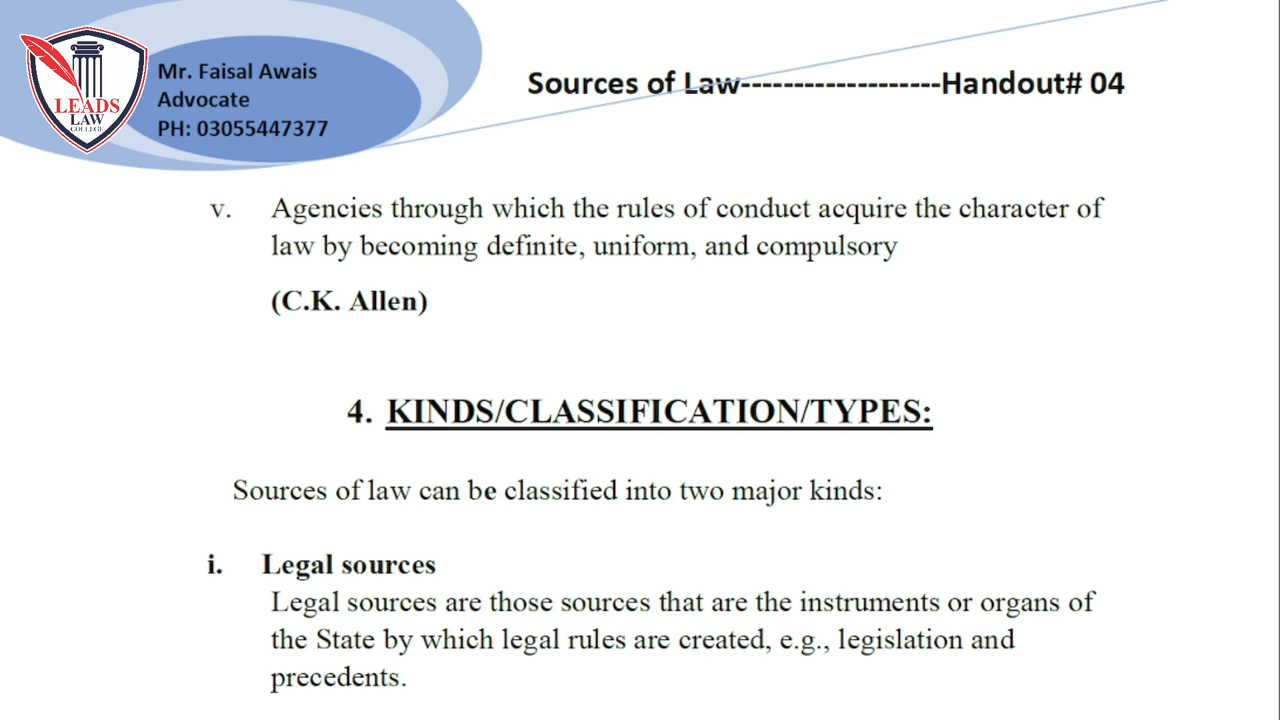 LEADS
LAW
COLLEGE
Mr. Faisal Awais
Advocate
PH: 03055447377
Sources of Law-------------------Handout# 04
v. Agencies through which the rules of conduct acquire the character of
law by becoming definite, uniform, and compulsory
(C.K. Allen)
4. KINDS/CLASSIFICATION/TYPES:
Sources of law can be classified into two major kinds:
i. Legal sources
Legal sources are those sources that are the instruments or organs of
the State by which legal rules are created, e.g., legislation and
precedents.